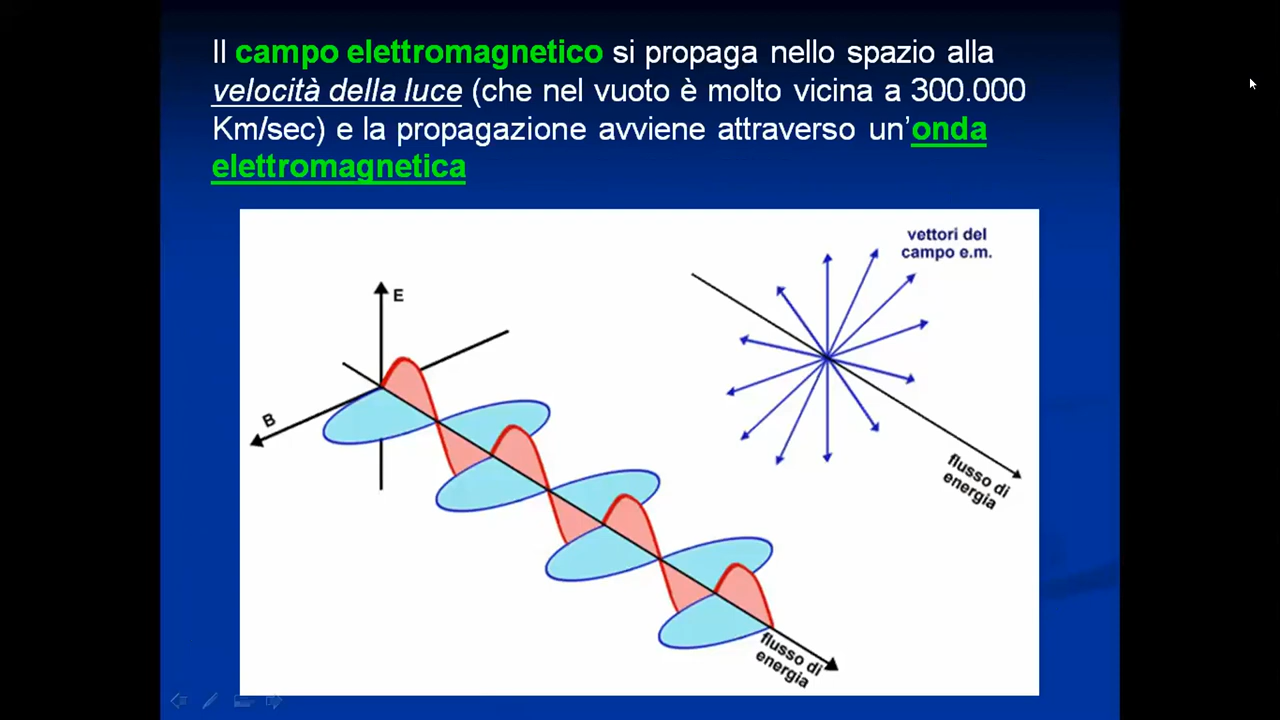 Il campo elettromagnetico si propaga nello spazio alla
velocità della luce (che nel vuoto è molto vicina a 300.000
Km/sec) e la propagazione avviene attraverso un'onda
elettromagnetica
vettori del
campo e.m.
E
B
flusso di
energia
flusso di
energia